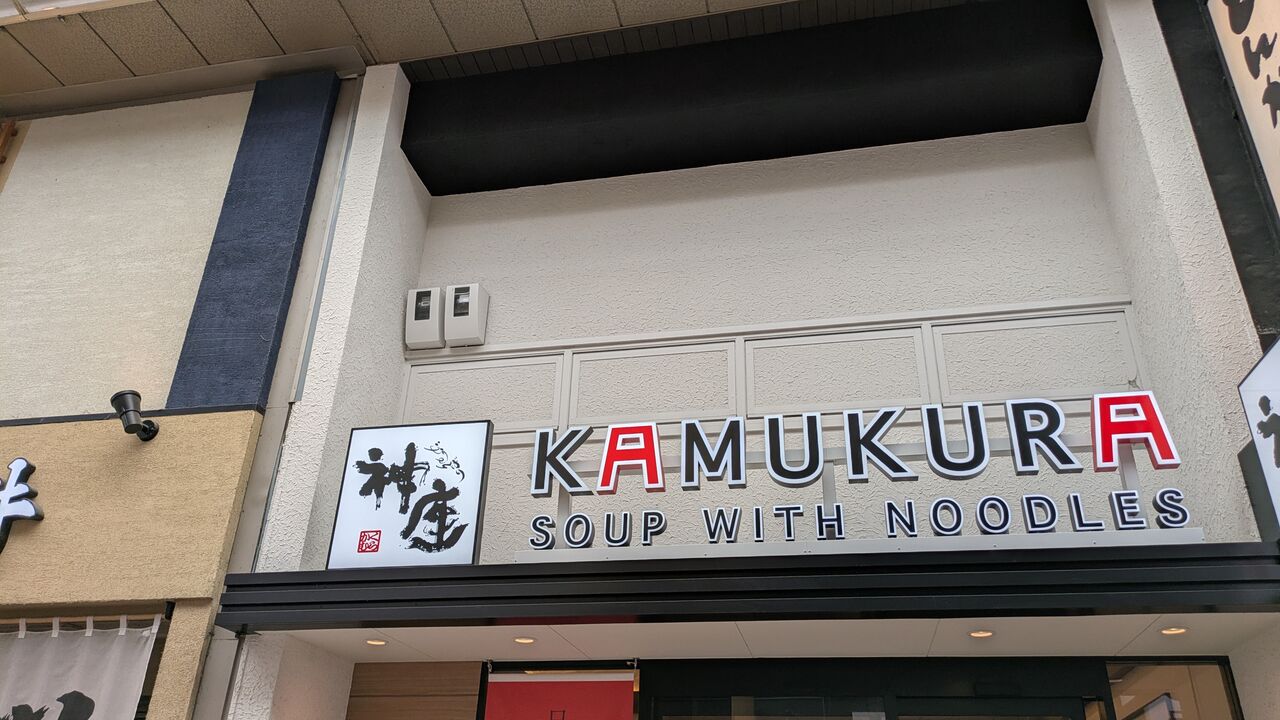 神座
KAMUKURA
SOUP WITH NOODLES